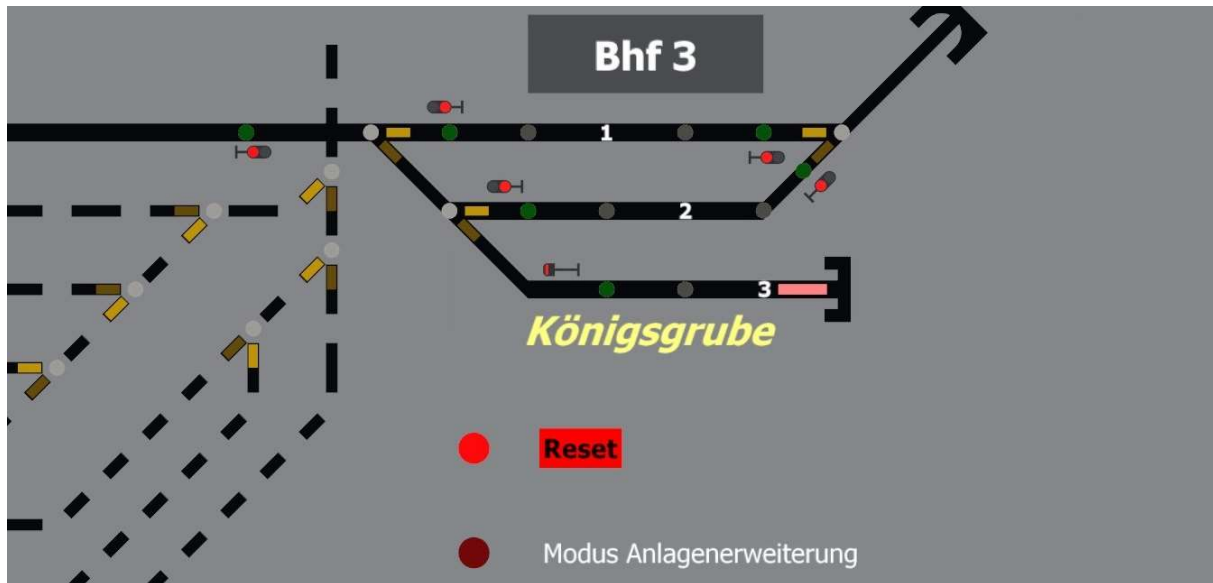 Bhf 3
1
2
3
Königsgrube
Reset
Modus Anlagenerweiterung